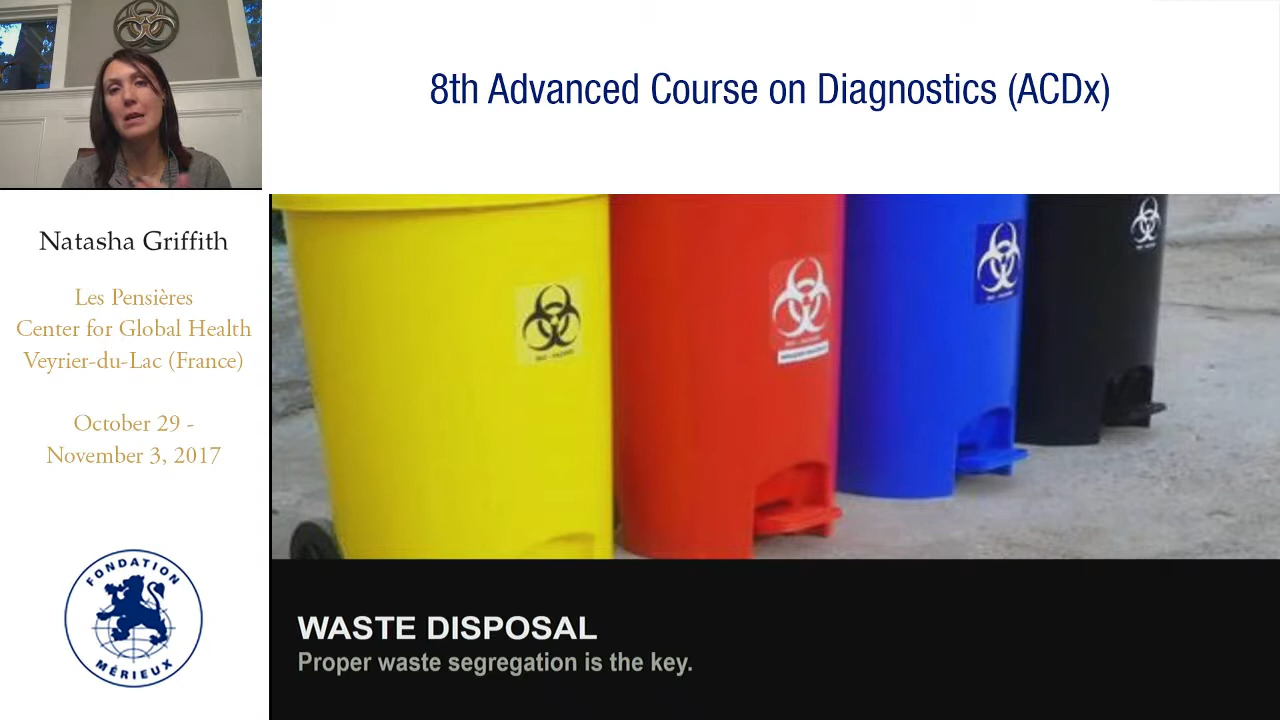 8th Advanced Course on Diagnostics (ACDx)
Natasha Griffith
Les Pensières
Center for Global Health
Veyrier-du-Lac (France)
October 29 -
November 3, 2017
FONDATION
MÉRIEUX
WASTE DISPOSAL
Proper waste segregation is the key.